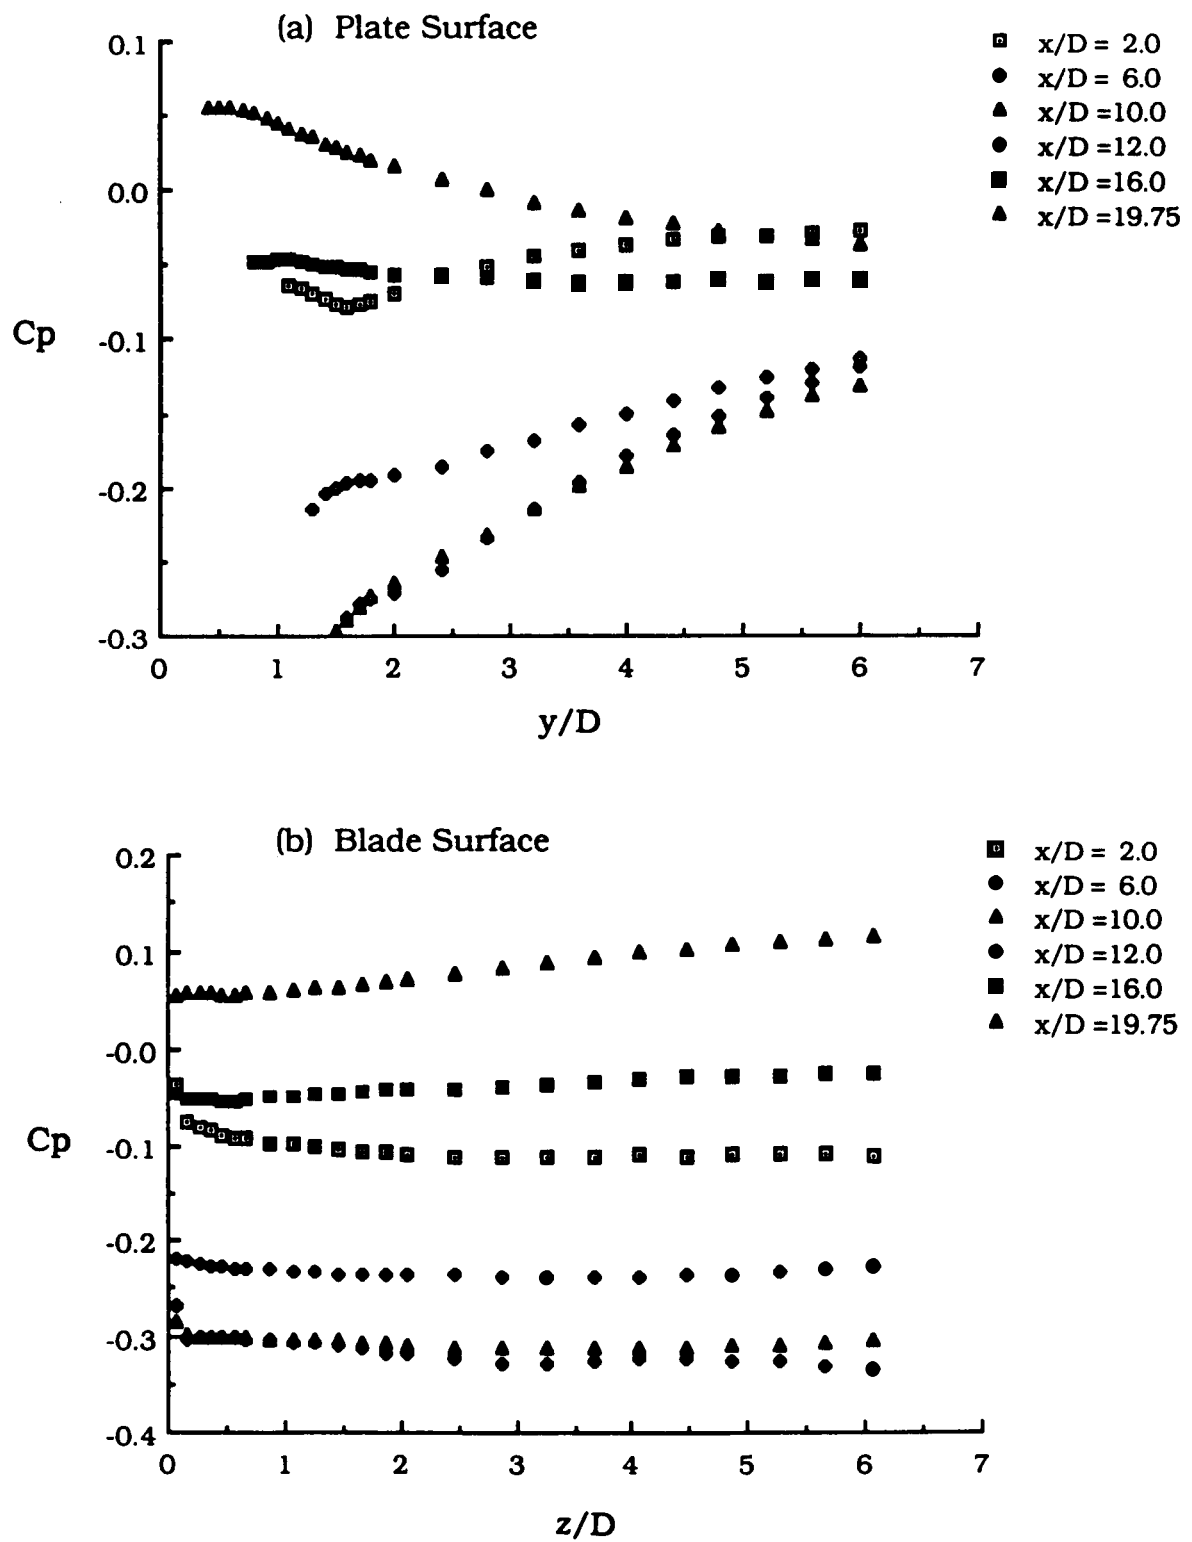 (a) Plate Surface
0.1
0.0
-0.1
-0.2
-0.3
Cp
0 1 2 3 4 5 6 7
y/D
x/D = 2.0
x/D = 6.0
x/D =10.0
x/D =12.0
x/D =16.0
x/D =19.75
(b) Blade Surface
0.2
0.1
-0.0
-0.1
-0.2
-0.3
-0.4
Cp
0 1 2 3 4 5 6 7
z/D
x/D = 2.0
x/D = 6.0
x/D =10.0
x/D =12.0
x/D =16.0
x/D =19.75